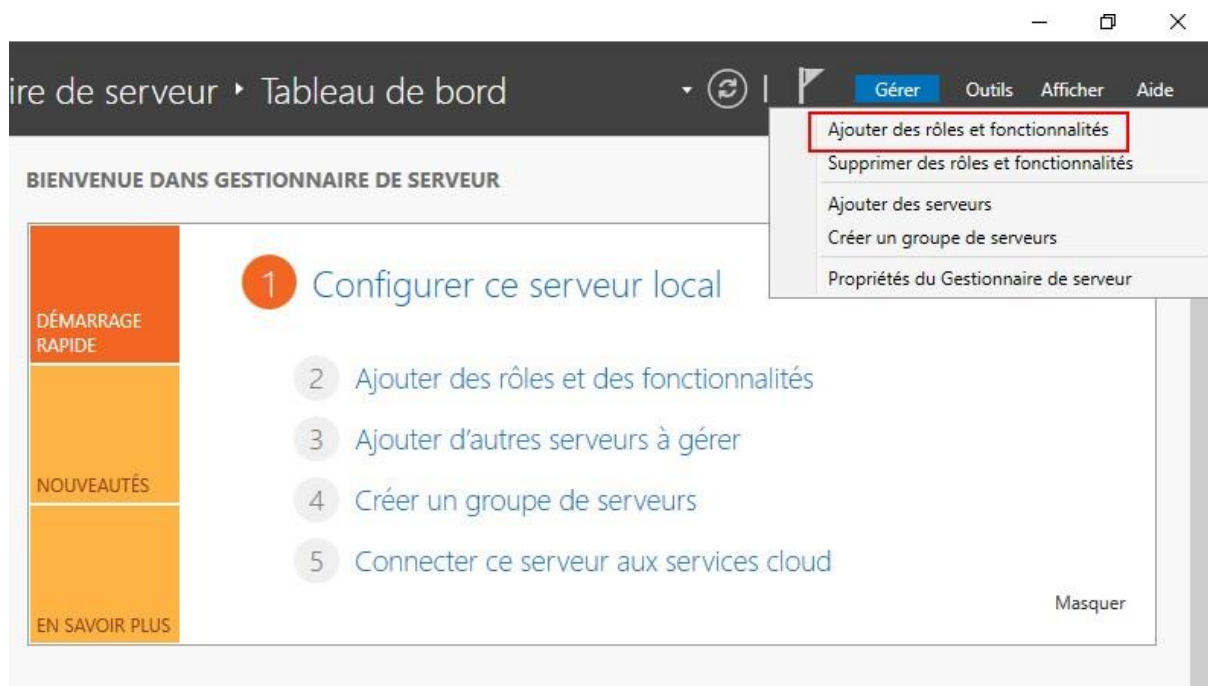 ire de serveur ‣ Tableau de bord
Gérer Outils Afficher Aide
Ajouter des rôles et fonctionnalités
Supprimer des rôles et fonctionnalités
Ajouter des serveurs
Créer un groupe de serveurs
Propriétés du Gestionnaire de serveur
BIENVENUE DANS GESTIONNAIRE DE SERVEUR
DÉMARRAGE
RAPIDE
NOUVEAUTÉS
EN SAVOIR PLUS
1 Configurer ce serveur local
2 Ajouter des rôles et des fonctionnalités
3 Ajouter d’autres serveurs à gérer
4 Créer un groupe de serveurs
5 Connecter ce serveur aux services cloud
Masquer